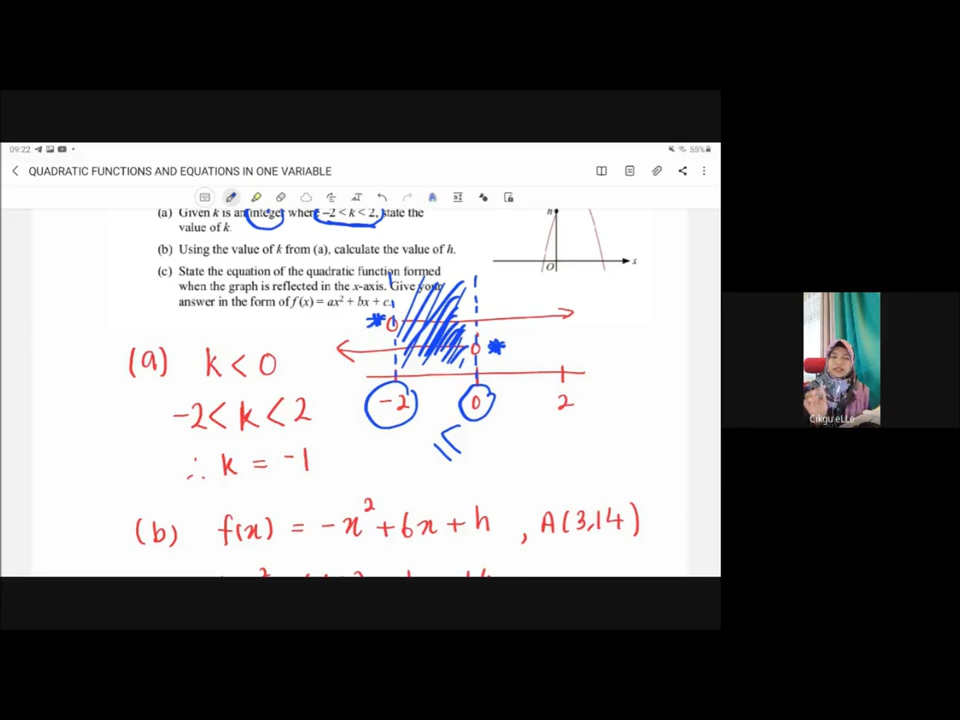 09:22
55%
QUADRATIC FUNCTIONS AND EQUATIONS IN ONE VARIABLE
(a) Given k is an integer where −2 < k < 2, state the
value of k.
(b) Using the value of k from (a), calculate the value of h.
(c) State the equation of the quadratic function formed
when the graph is reflected in the x-axis. Give your
answer in the form of f(x) = ax² + bx + c.
h
O
x
-2 0 2
(a) k < 0
-2 < k < 2
∴ k = -1
(b) f(x) = -x² + 6x + h , A(3,14)
Cikgu eLLe